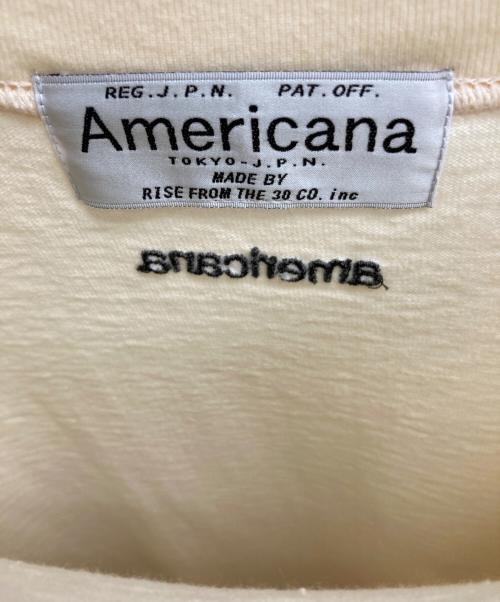 REG.J.P.N. PAT.OFF.
Americana
TOKYO-J.P.N.
MADE BY
RISE FROM THE 30 CO. inc
americana